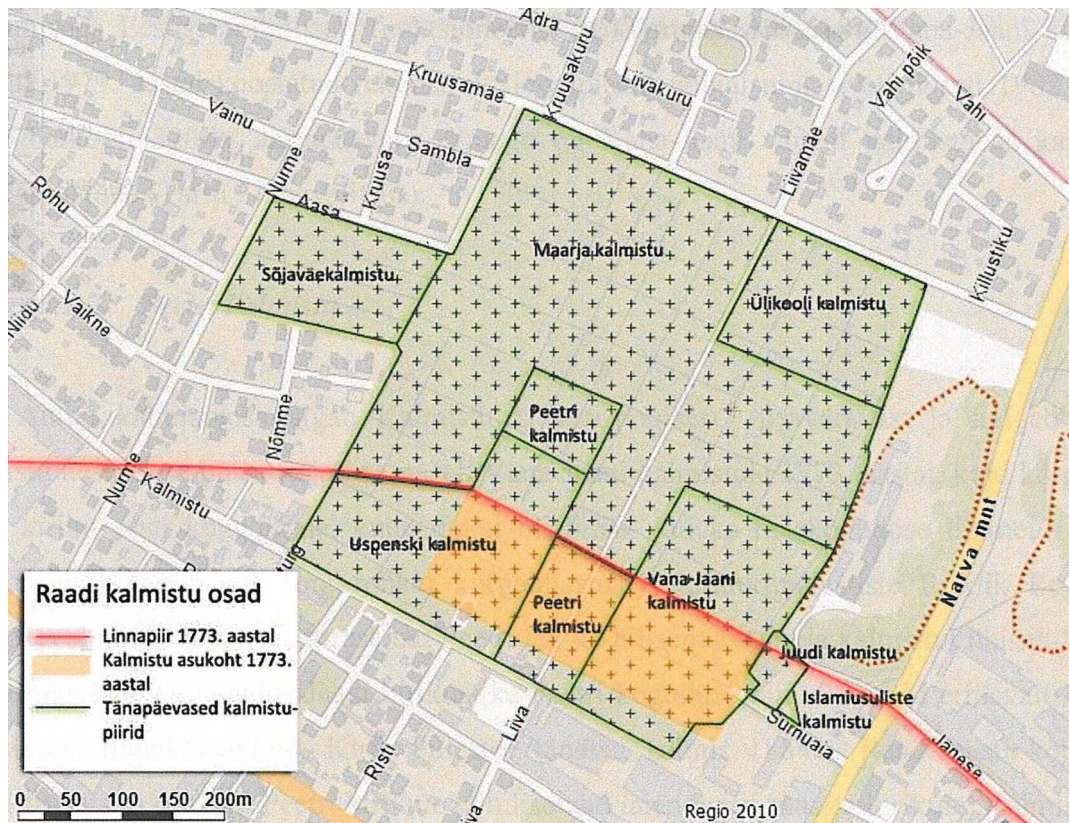 Adra
Kruusakuru
Kruusamäe
Liivakuru
Vahi põik
Vahi
Vainu
Sambla
Kruusa
Nurme
Liivamäe
Rohu
Aasa
Killustiku
Maarja kalmistu
Sõjaväekalmistu
Ülikooli kalmistu
Niidu
Vaikne
Peetri
kalmistu
Nõmme
Nurme
Kalmistu
Narva mnt
Uspenski kalmistu
Vana-Jaani
kalmistu
Peetri
kalmistu
Juudi kalmistu
Islamiusuliste
kalmistu
Surnuaia
Jänese
Liiva
Risti
Raadi kalmistu osad
Linnapiir 1773. aastal
Kalmistu asukoht 1773.
aastal
Tänapäevased kalmistu-
piirid
0 50 100 150 200m
Regio 2010